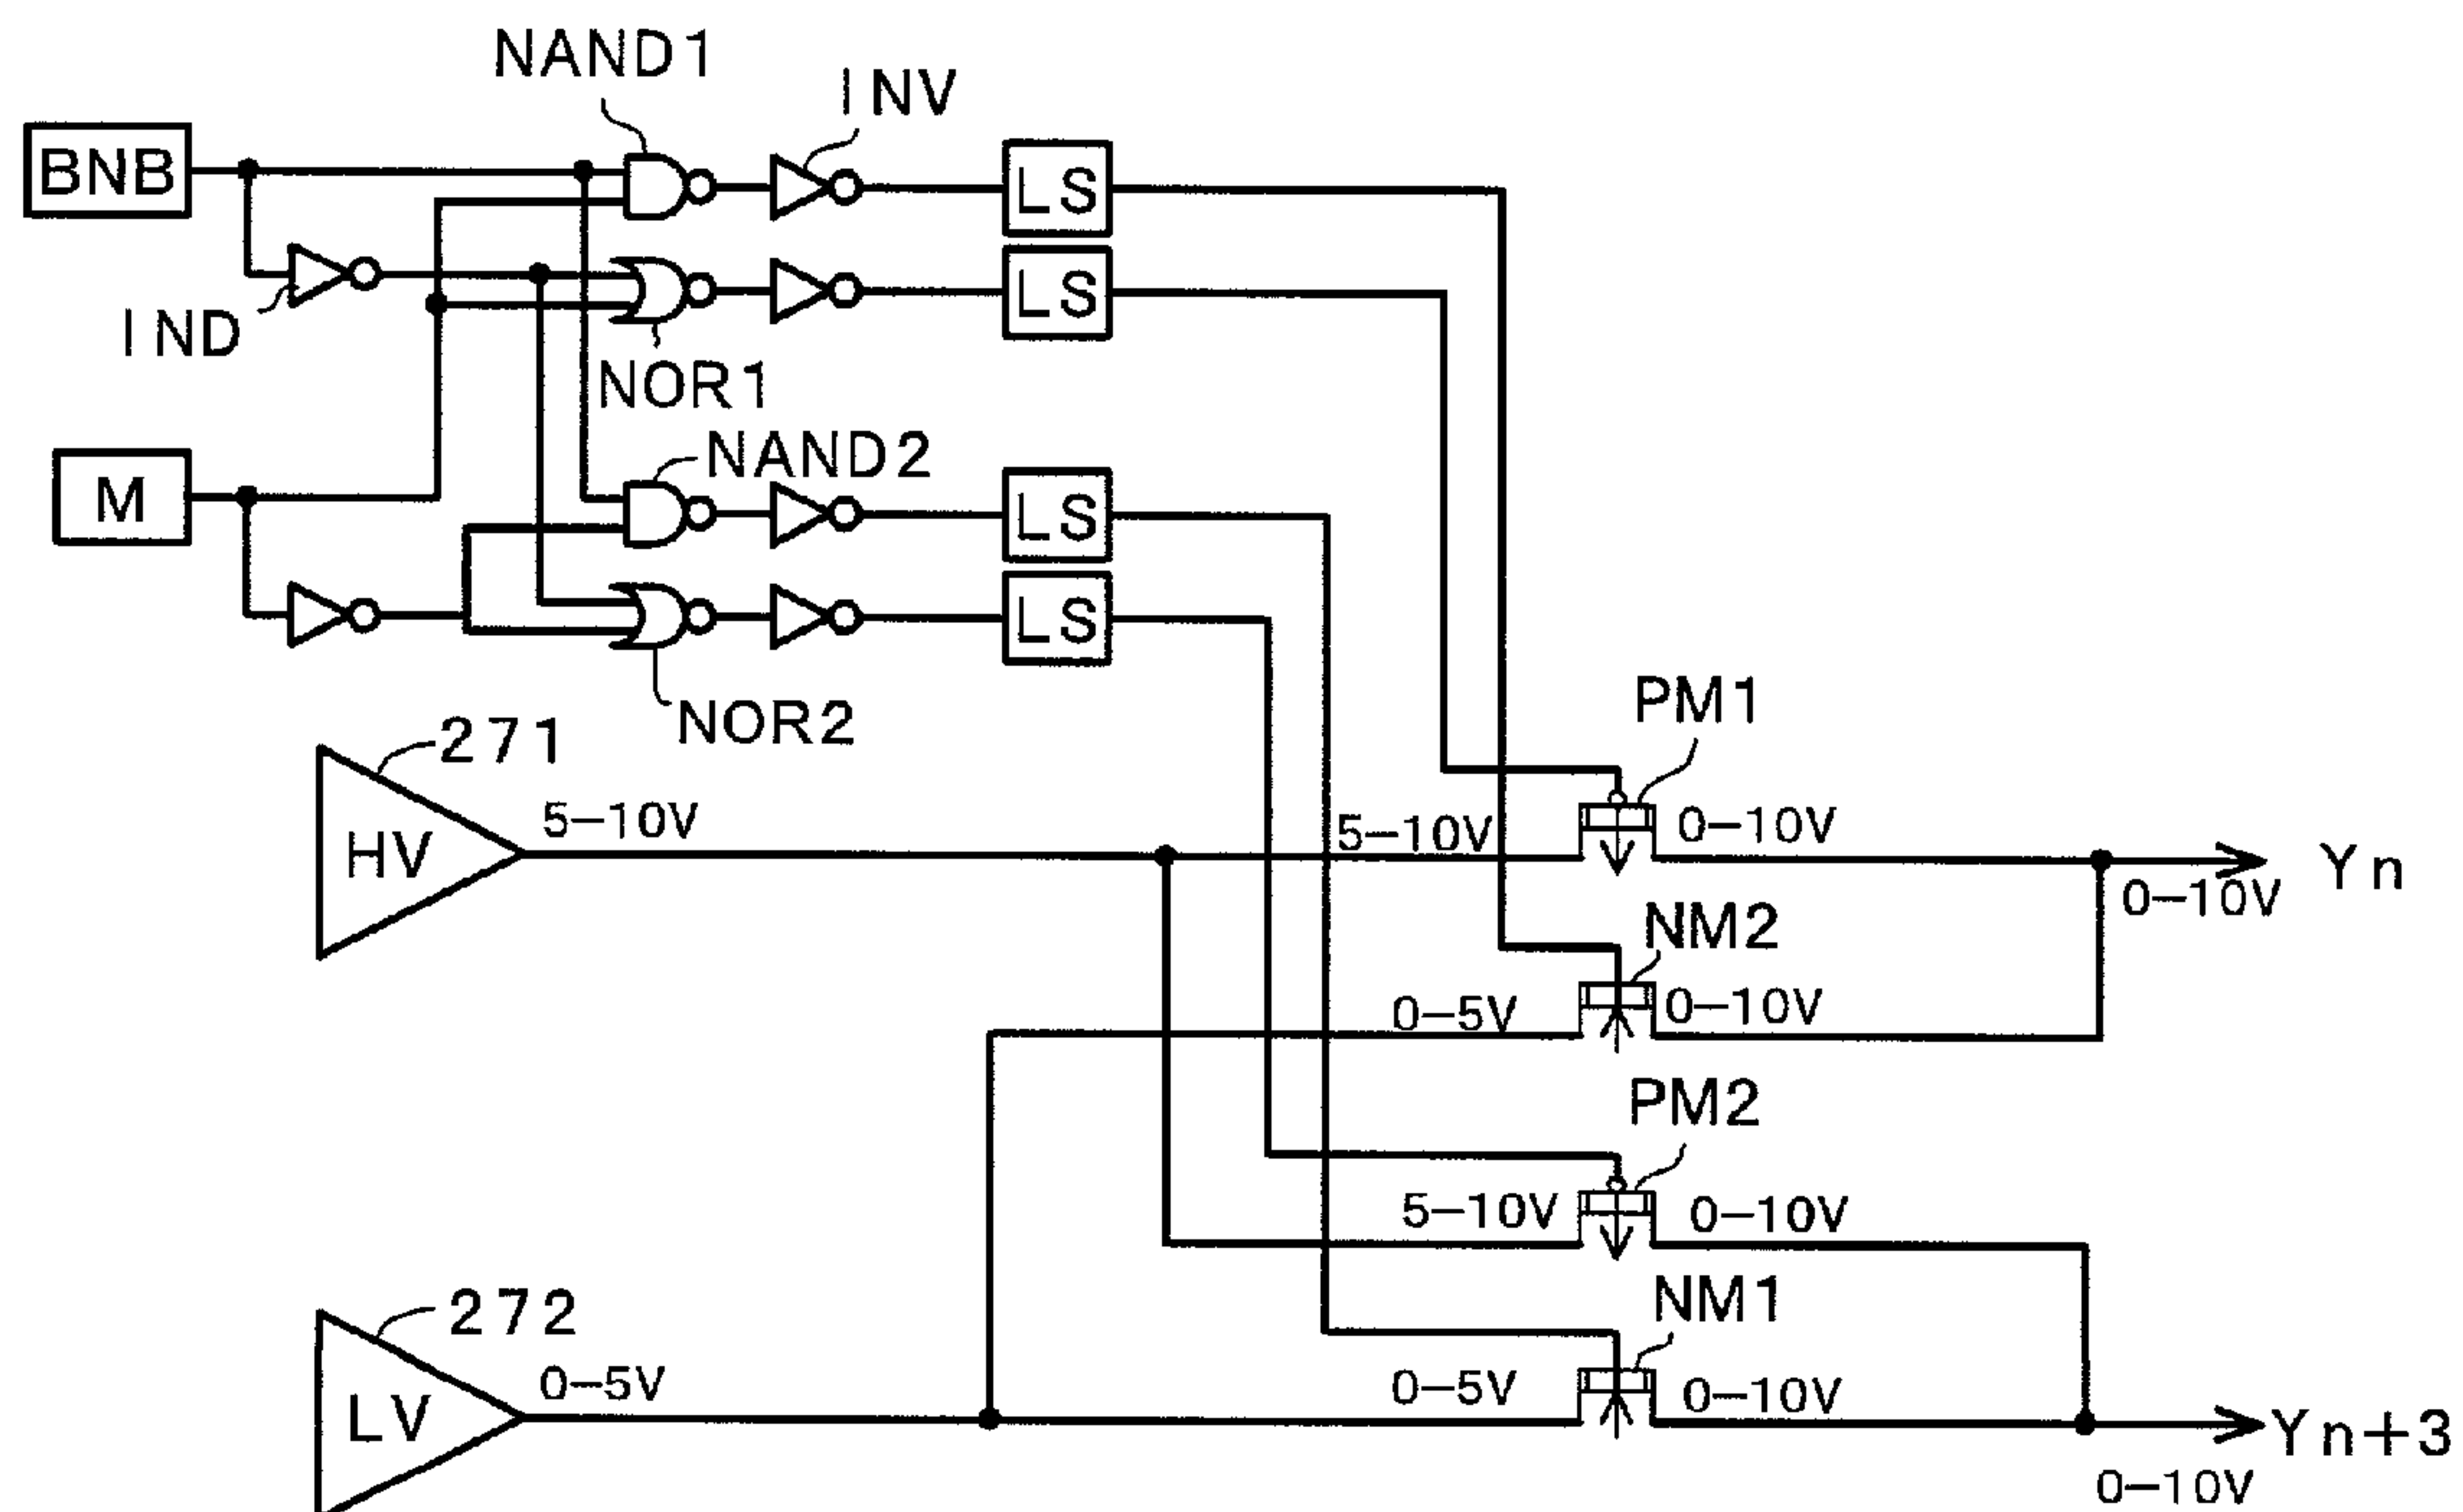 NAND1
INV
BNB
LS
LS
IND
NOR1
NAND2
M
LS
LS
NOR2
271
PM1
5-10V
5-10V
0-10V
HV
Yn
0-10V
NM2
0-5V
0-10V
PM2
5-10V
0-10V
NM1
272
0-5V
0-5V
0-10V
LV
Yn+3
0-10V